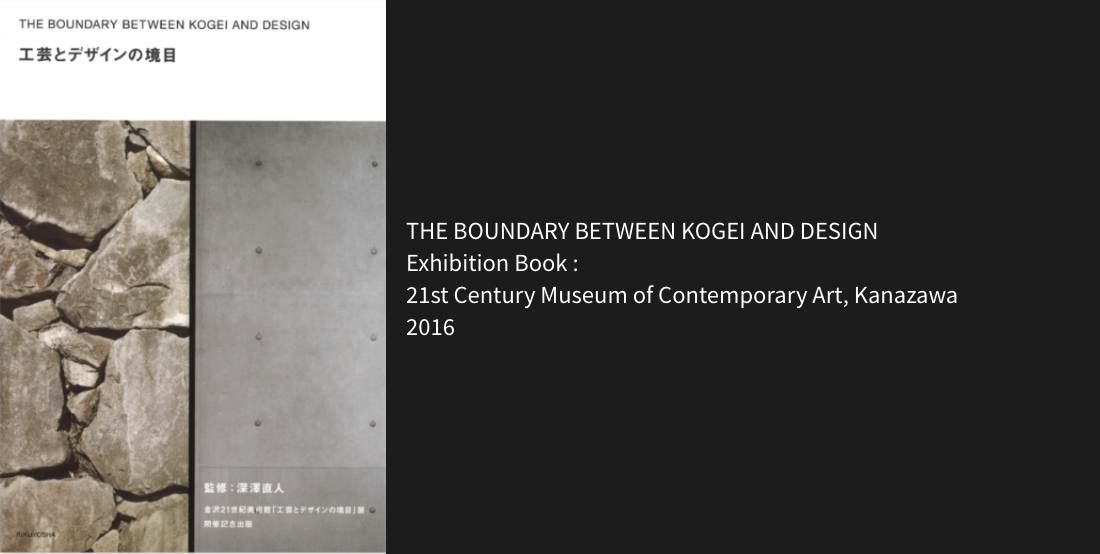 THE BOUNDARY BETWEEN KOGEI AND DESIGN
工芸とデザインの境目
監修：深澤直人
金沢21世紀美術館「工芸とデザインの境目」展
開催記念出版
RIKUYOSHA
THE BOUNDARY BETWEEN KOGEI AND DESIGN
Exhibition Book :
21st Century Museum of Contemporary Art, Kanazawa
2016